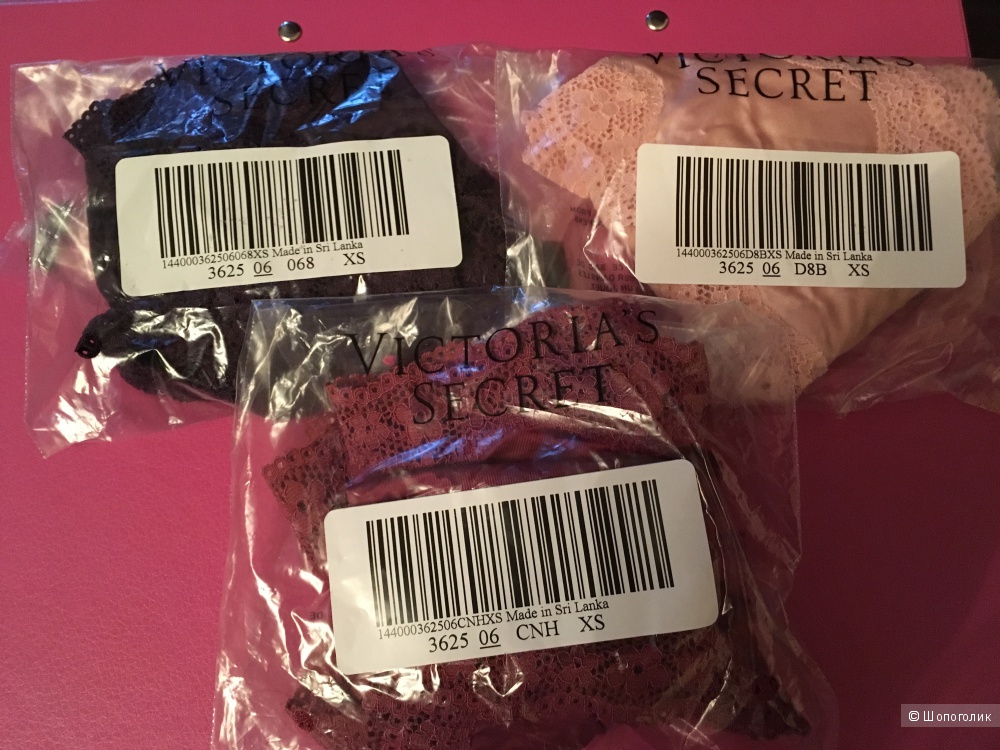 VICTORIA'S
SECRET
144000362506068XS Made in Sri Lanka
3625 06 068 XS
VICTORIA'S
SECRET
144000362506D8BXS Made in Sri Lanka
3625 06 D8B XS
VICTORIA'S
SECRET
144000362506CNHXS Made in Sri Lanka
3625 06 CNH XS
© Шопоголик